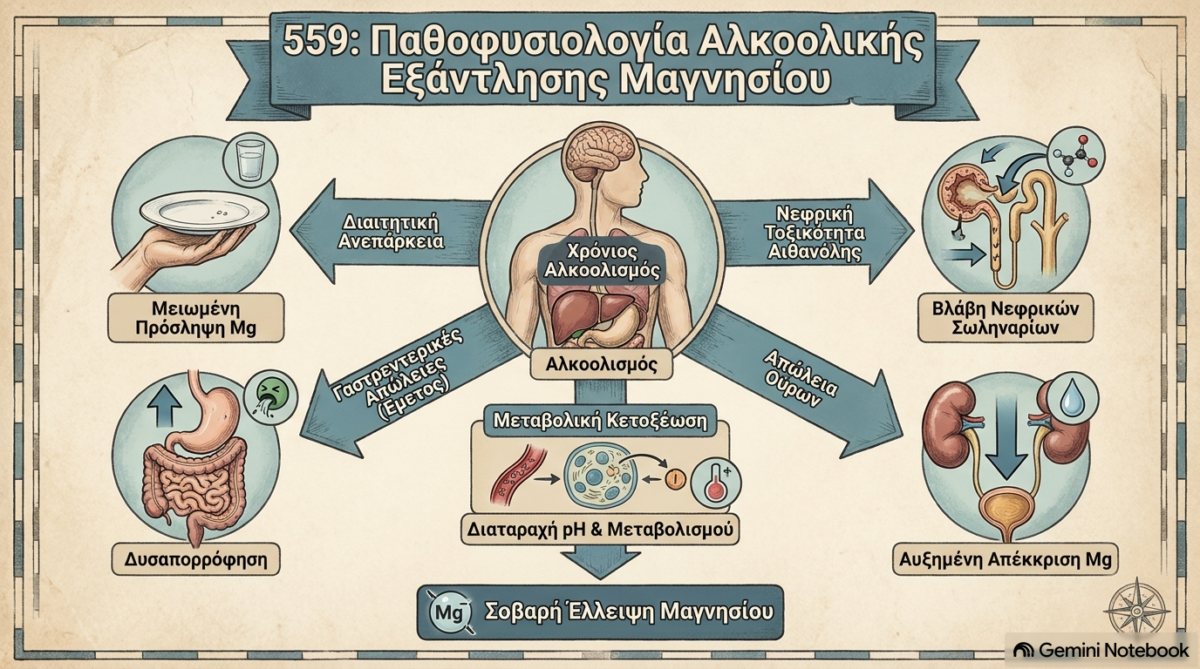 559: Παθοφυσιολογία Αλκοολικής
Εξάντλησης Μαγνησίου
Διαιτητική
Ανεπάρκεια
Χρόνιος
Αλκοολισμός
Νεφρική
Τοξικότητα
Αιθανόλης
Μειωμένη
Πρόσληψη Mg
Αλκοολισμός
Βλάβη Νεφρικών
Σωληναρίων
Γαστρεντερικές
Απώλειες
(Έμετος)
Απώλεια
Ούρων
Μεταβολική Κετοξέωση
Διαταραχή pH & Μεταβολισμού
Δυσαπορρόφηση
Αυξημένη Απέκκριση Mg
Mg⁻
Σοβαρή Έλλειψη Μαγνησίου
Gemini Notebook